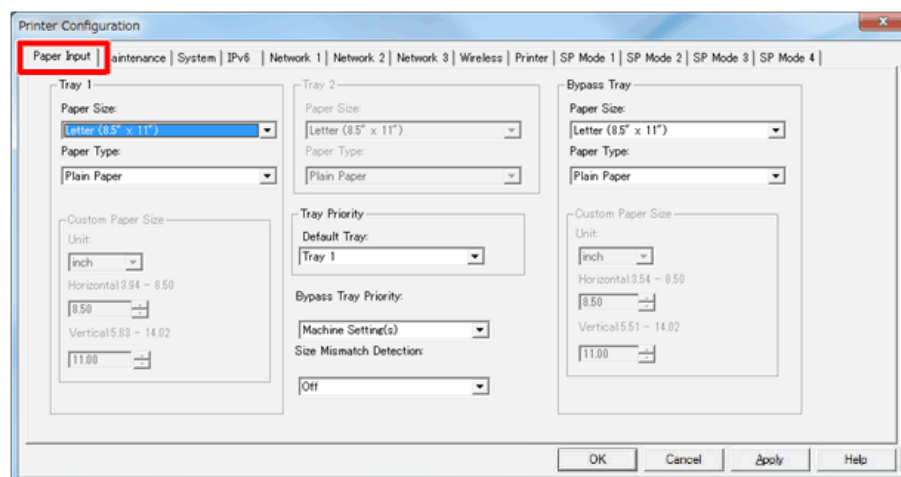 Printer Configuration
Paper Input | aintenance | System | IPv6 | Network 1 | Network 2 | Network 3 | Wireless | Printer | SP Mode 1 | SP Mode 2 | SP Mode 3 | SP Mode 4
Tray 1
Paper Size:
Letter (8.5" x 11")
Paper Type:
Plain Paper
Custom Paper Size
Unit:
inch
Horizontal:3.94 - 8.50
8.50
Vertical:5.83 - 14.02
11.00
Tray 2
Paper Size:
Letter (8.5" x 11")
Paper Type:
Plain Paper
Tray Priority
Default Tray:
Tray 1
Bypass Tray Priority:
Machine Setting(s)
Size Mismatch Detection:
Off
Bypass Tray
Paper Size:
Letter (8.5" x 11")
Paper Type:
Plain Paper
Custom Paper Size
Unit:
inch
Horizontal:3.54 - 8.50
8.50
Vertical:5.51 - 14.02
11.00
OK Cancel Apply Help